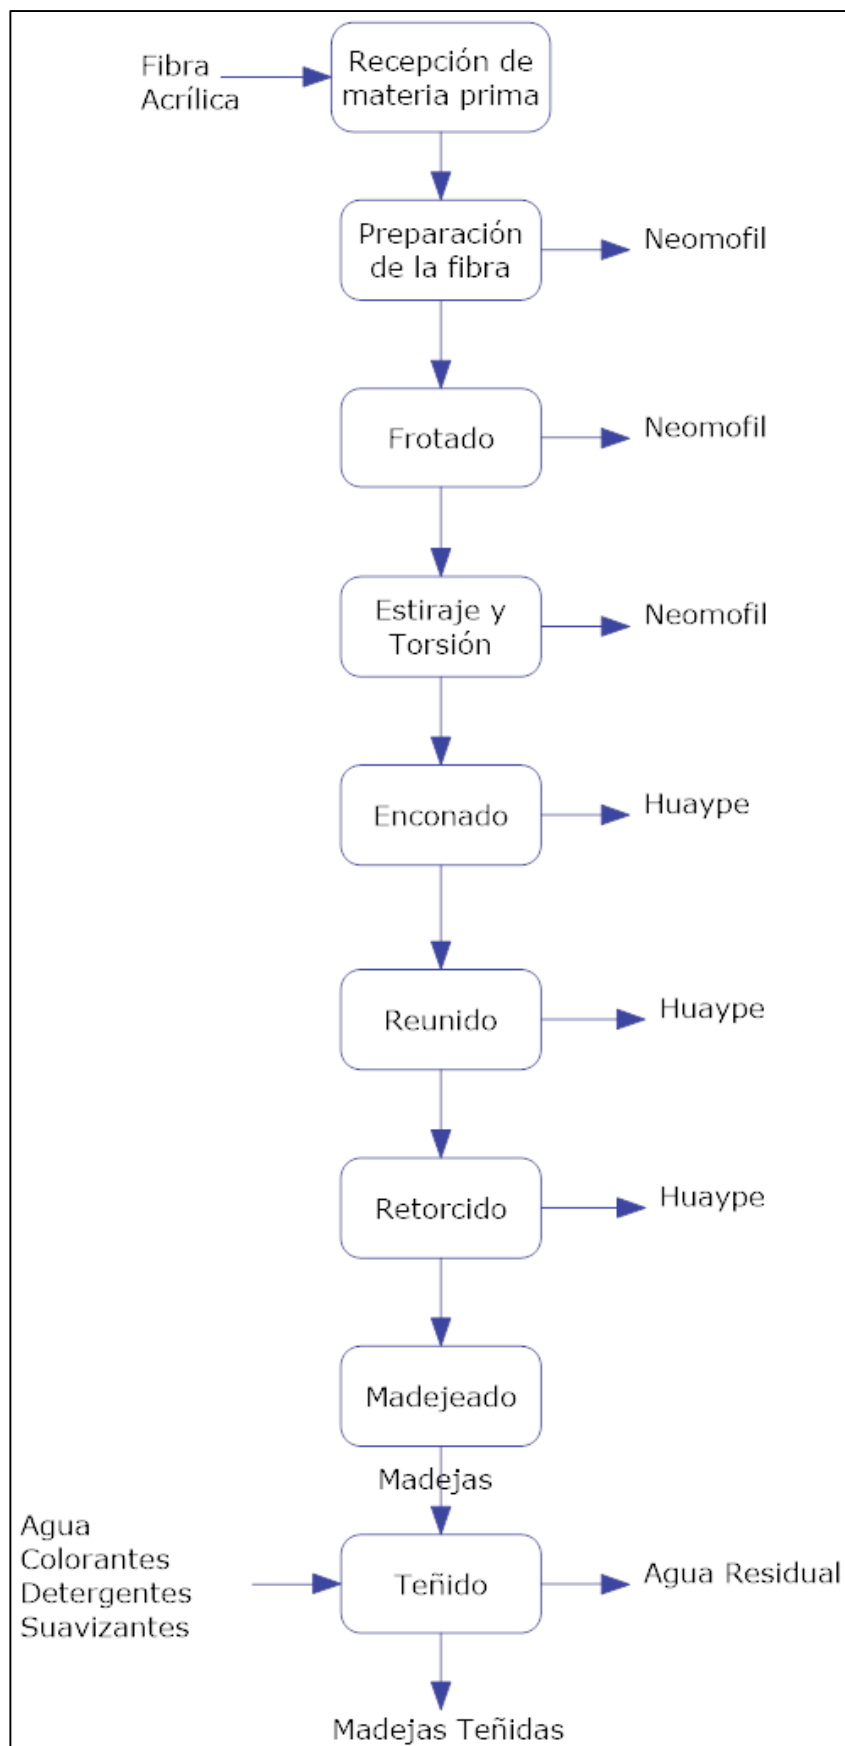 Fibra
Acrílica
Recepción de
materia prima
Preparación
de la fibra
Neomofil
Frotado
Neomofil
Estiraje y
Torsión
Neomofil
Enconado
Huaype
Reunido
Huaype
Retorcido
Huaype
Madejeado
Madejas
Agua
Colorantes
Detergentes
Suavizantes
Teñido
Agua Residual
Madejas Teñidas